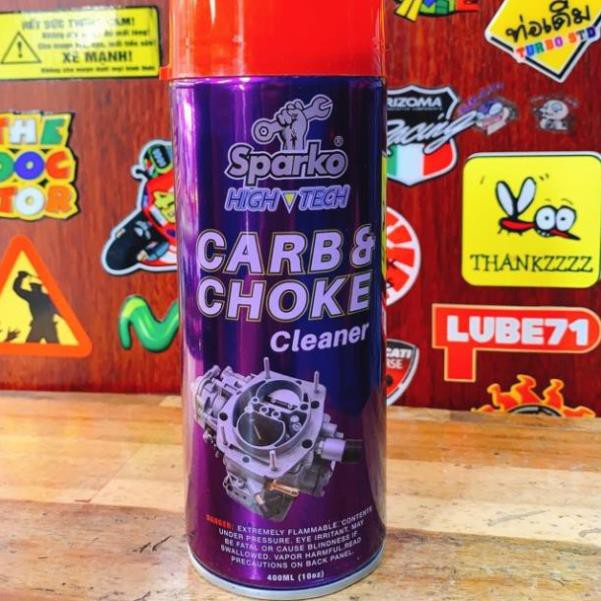 XE MẠNH!
THE
DOC
TOR
Sparko®
HIGH TECH
CARB &
CHOKE
Cleaner
DANGER: EXTREMELY FLAMMABLE. CONTENTS
UNDER PRESSURE. EYE IRRITANT. MAY
BE FATAL OR CAUSE BLINDNESS IF
SWALLOWED. VAPOR HARMFUL.READ
PRECAUTIONS ON BACK PANEL.
400ML (10oz)
RIZOMA
Racing
ท่อเดิม
TURBO STD
THANKZZZZ
LUBE71